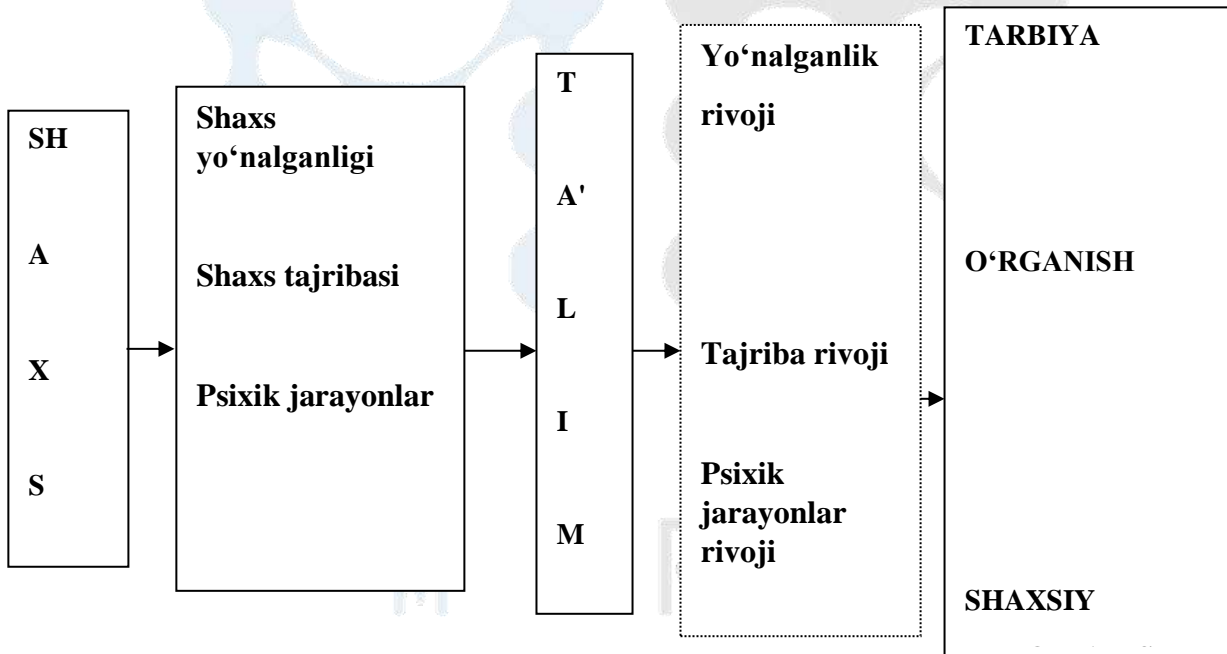 SH
A
X
S
Shaxs
yo‘nalganligi
Shaxs tajribasi
Psixik jarayonlar
T
A'
L
I
M
Yo‘nalganlik
rivoji
Tajriba rivoji
Psixik
jarayonlar
rivoji
TARBIYA
O‘RGANISH
SHAXSIY